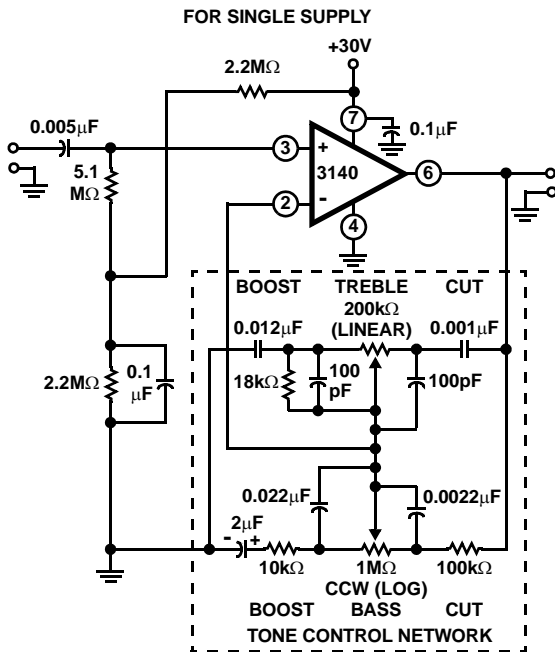 FOR SINGLE SUPPLY
+30V
2.2MΩ
0.005μF
7
0.1μF
3
+
5.1
MΩ
3140
6
2
-
4
BOOST TREBLE CUT
200kΩ
(LINEAR)
0.012μF
0.001μF
18kΩ
100
pF
100pF
2.2MΩ
0.1
μF
0.022μF
0.0022μF
- 2μF +
10kΩ
1MΩ
100kΩ
CCW (LOG)
BOOST BASS CUT
TONE CONTROL NETWORK